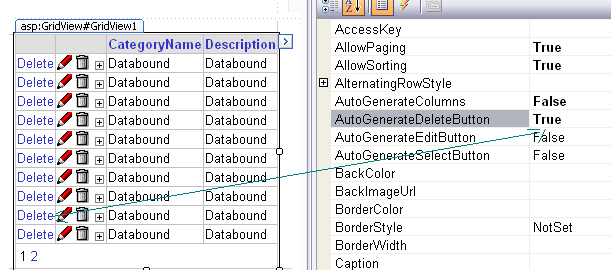 asp:GridView#GridView1
CategoryName Description
Delete Databound Databound
Delete Databound Databound
Delete Databound Databound
Delete Databound Databound
Delete Databound Databound
Delete Databound Databound
Delete Databound Databound
Delete Databound Databound
Delete Databound Databound
Delete Databound Databound
1 2
AccessKey
AllowPaging True
AllowSorting True
AlternatingRowStyle
AutoGenerateColumns False
AutoGenerateDeleteButton True
AutoGenerateEditButton False
AutoGenerateSelectButton False
BackColor
BackImageUrl
BorderColor
BorderStyle NotSet
BorderWidth
Caption